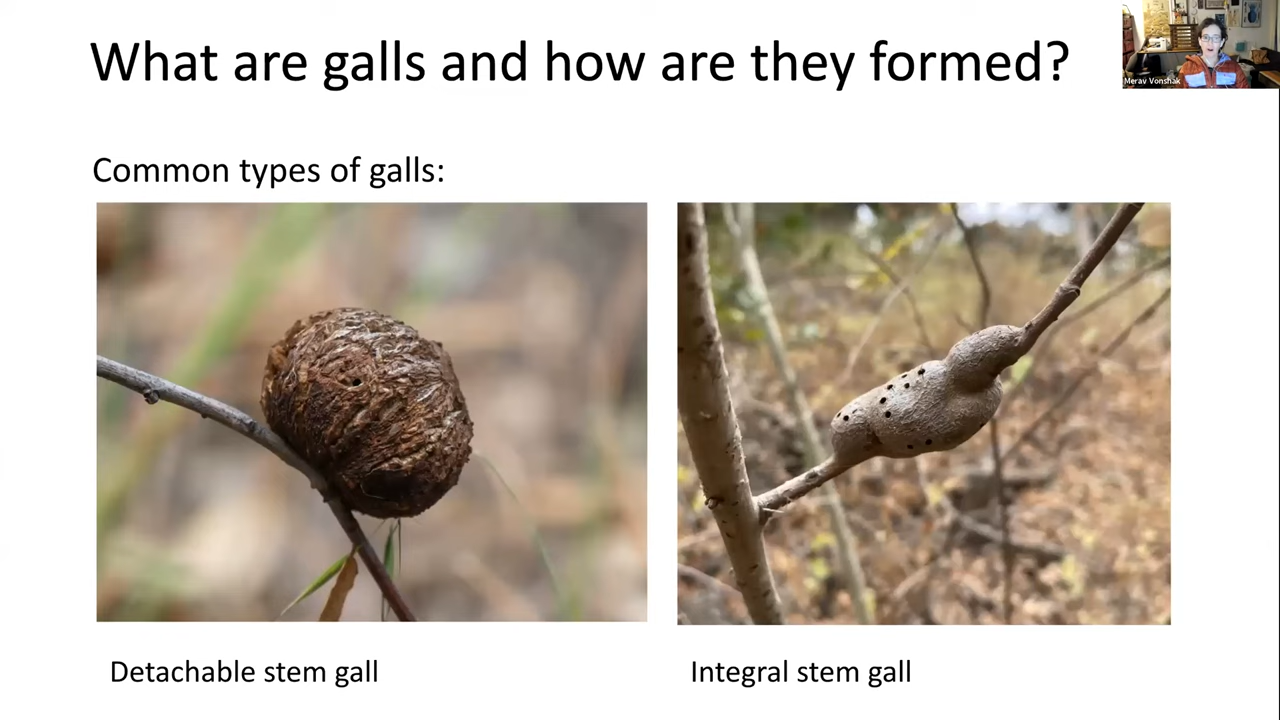 What are galls and how are they formed?
Merav Vonshak
Common types of galls:
Detachable stem gall
Integral stem gall